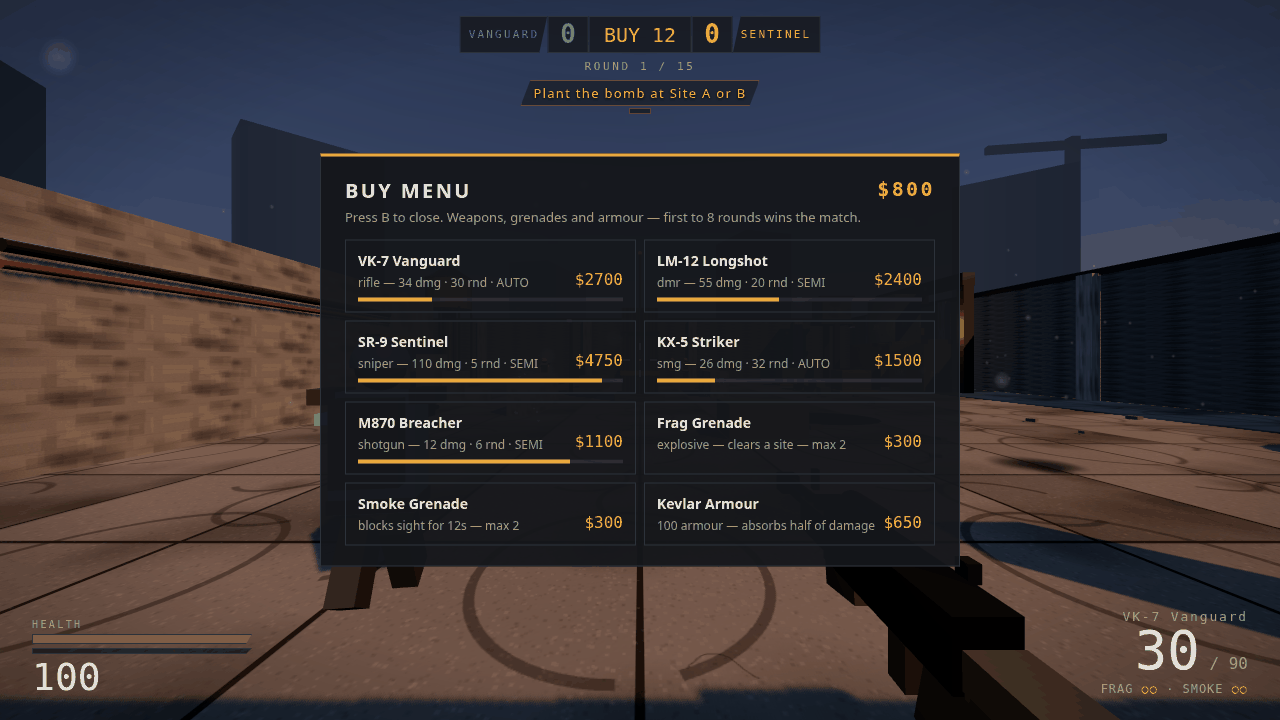 VANGUARD 0 BUY 12 0 SENTINEL
ROUND 1 / 15
Plant the bomb at Site A or B
BUY MENU $800
Press B to close. Weapons, grenades and armour — first to 8 rounds wins the match.
VK-7 Vanguard
rifle — 34 dmg · 30 rnd · AUTO $2700
LM-12 Longshot
dmr — 55 dmg · 20 rnd · SEMI $2400
SR-9 Sentinel
sniper — 110 dmg · 5 rnd · SEMI $4750
KX-5 Striker
smg — 26 dmg · 32 rnd · AUTO $1500
M870 Breacher
shotgun — 12 dmg · 6 rnd · SEMI $1100
Frag Grenade
explosive — clears a site — max 2 $300
Smoke Grenade
blocks sight for 12s — max 2 $300
Kevlar Armour
100 armour — absorbs half of damage $650
HEALTH
100
VK-7 Vanguard
30 / 90
FRAG ○○ · SMOKE ○○